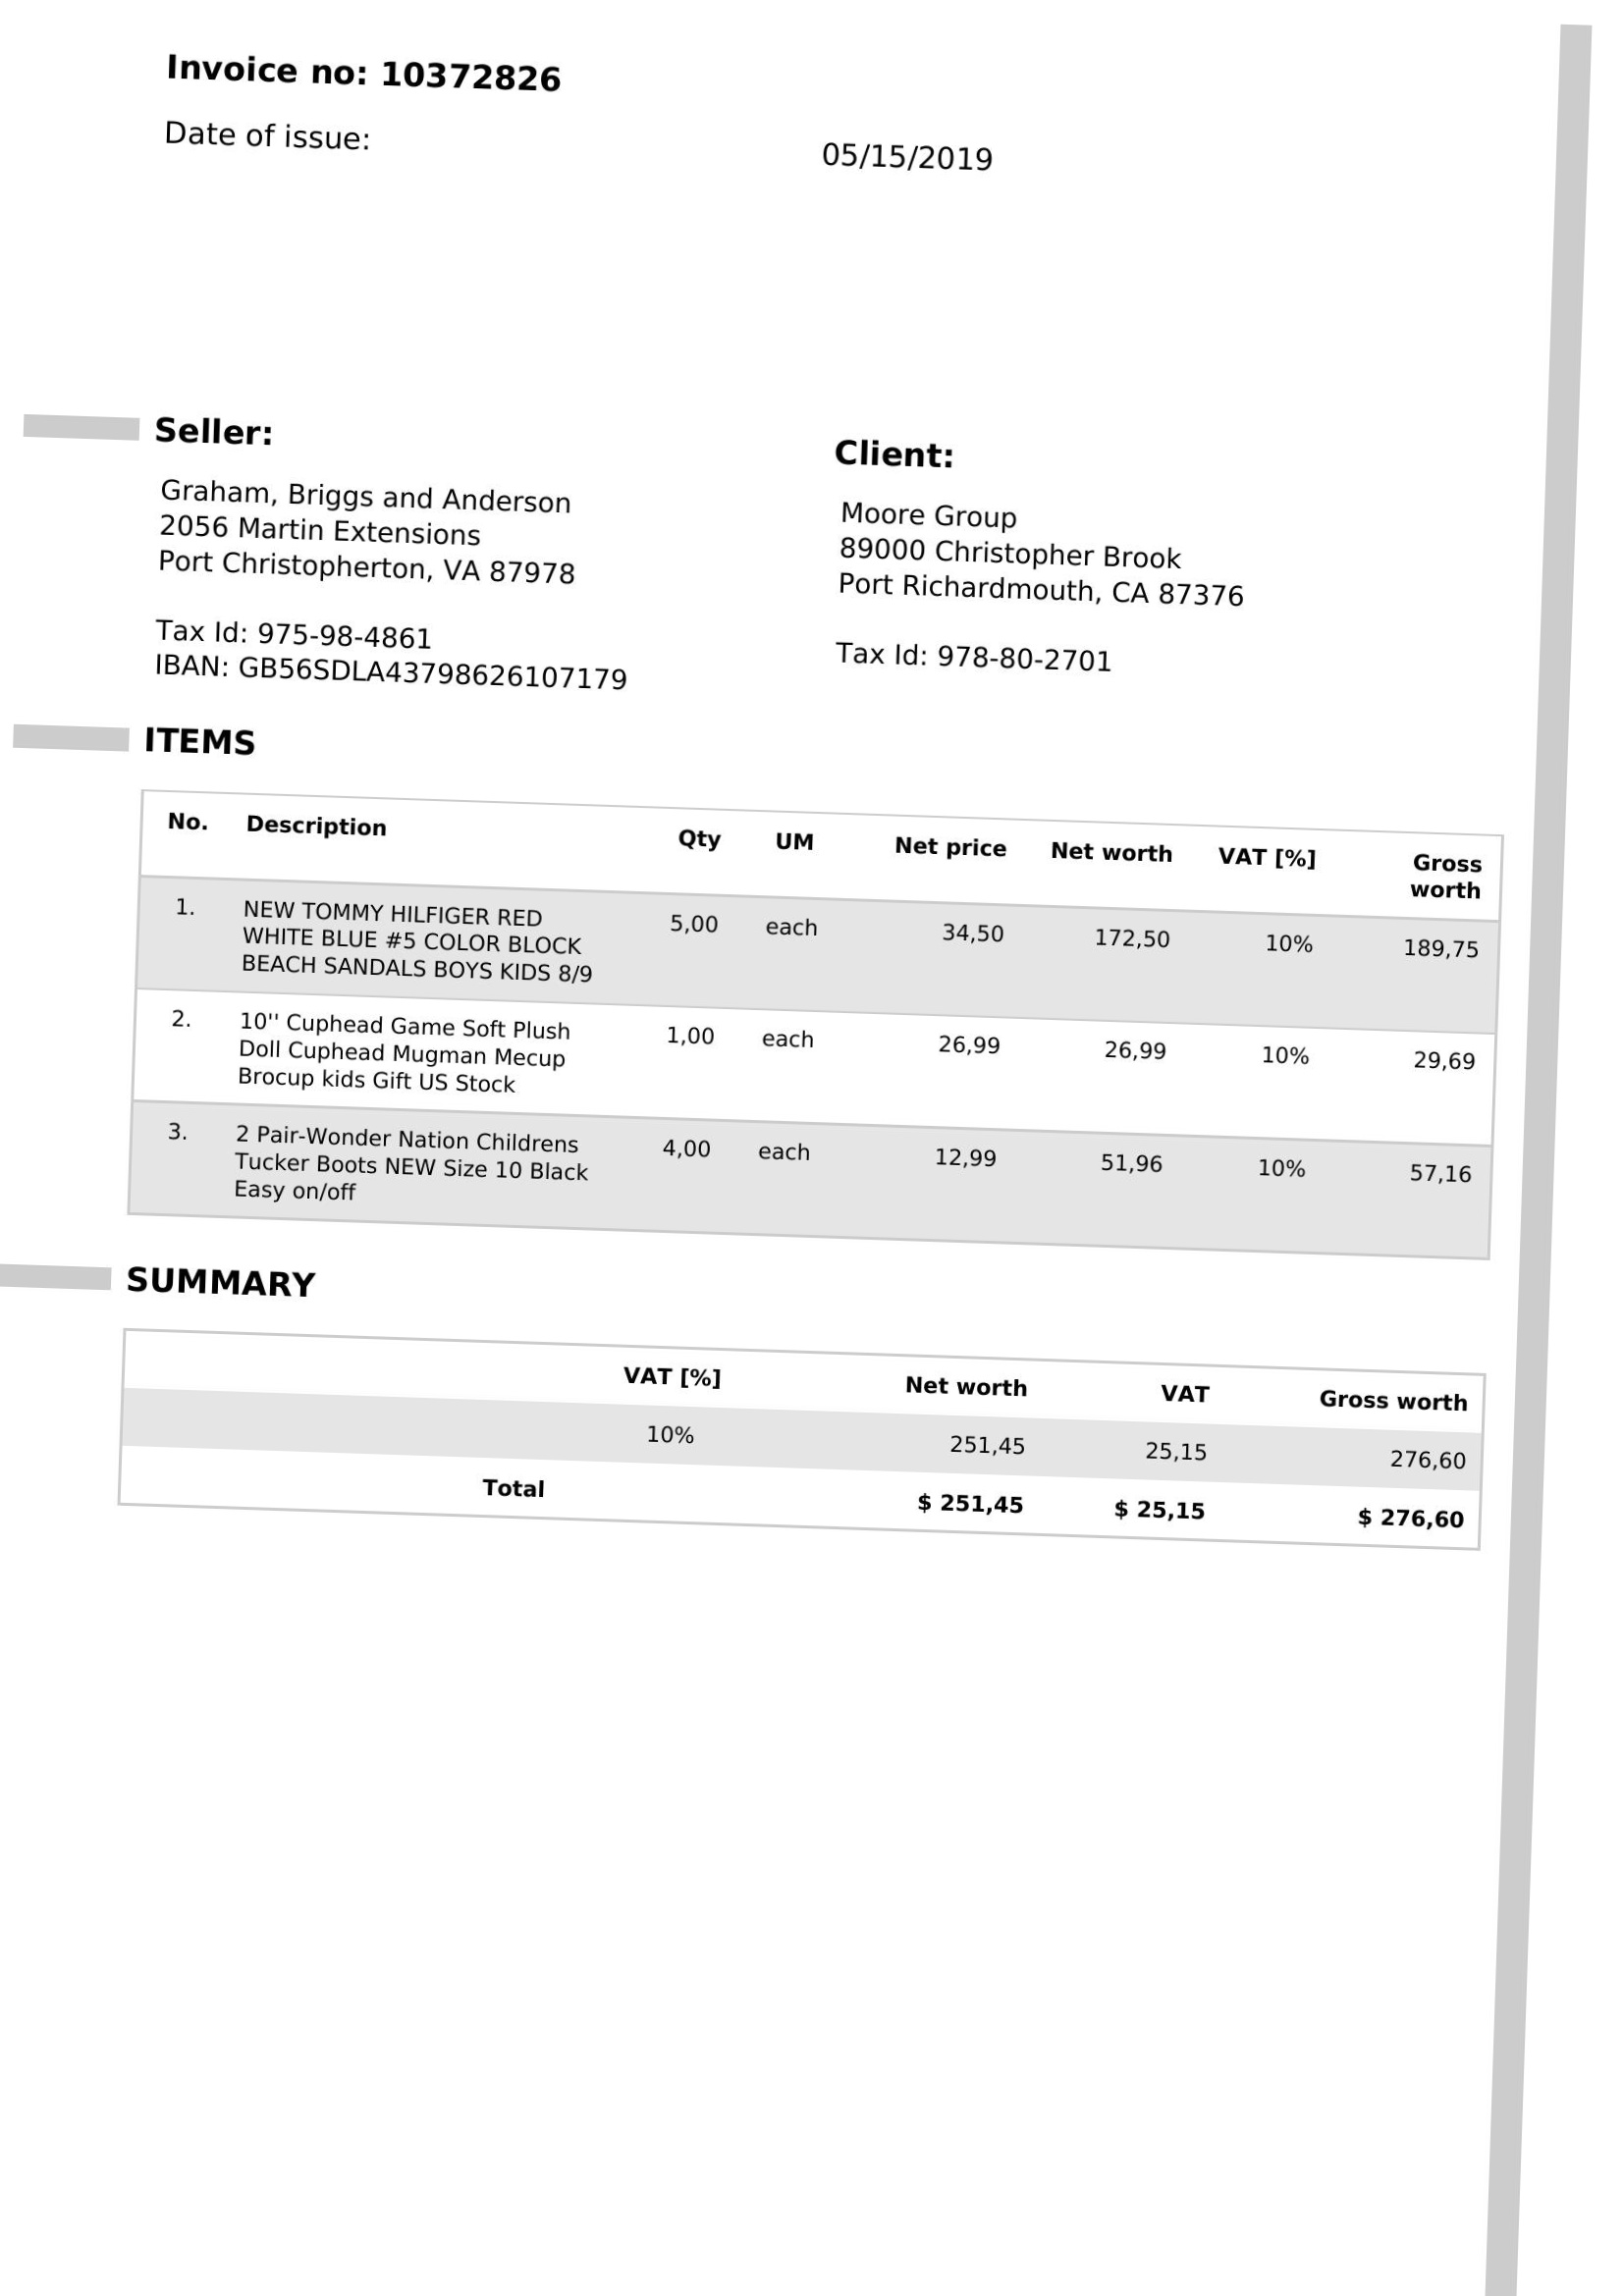 Invoice no: 10372826
Date of issue: 05/15/2019
Seller:
Graham, Briggs and Anderson
2056 Martin Extensions
Port Christopherton, VA 87978
Tax Id: 975-98-4861
IBAN: GB56SDLA43798626107179
Client:
Moore Group
89000 Christopher Brook
Port Richardmouth, CA 87376
Tax Id: 978-80-2701
ITEMS
No. Description Qty UM Net price Net worth VAT [%] Gross
worth
1. NEW TOMMY HILFIGER RED 5,00 each 34,50 172,50 10% 189,75
WHITE BLUE #5 COLOR BLOCK
BEACH SANDALS BOYS KIDS 8/9
2. 10'' Cuphead Game Soft Plush 1,00 each 26,99 26,99 10% 29,69
Doll Cuphead Mugman Mecup
Brocup kids Gift US Stock
3. 2 Pair-Wonder Nation Childrens 4,00 each 12,99 51,96 10% 57,16
Tucker Boots NEW Size 10 Black
Easy on/off
SUMMARY
VAT [%] Net worth VAT Gross worth
10% 251,45 25,15 276,60
Total $ 251,45 $ 25,15 $ 276,60